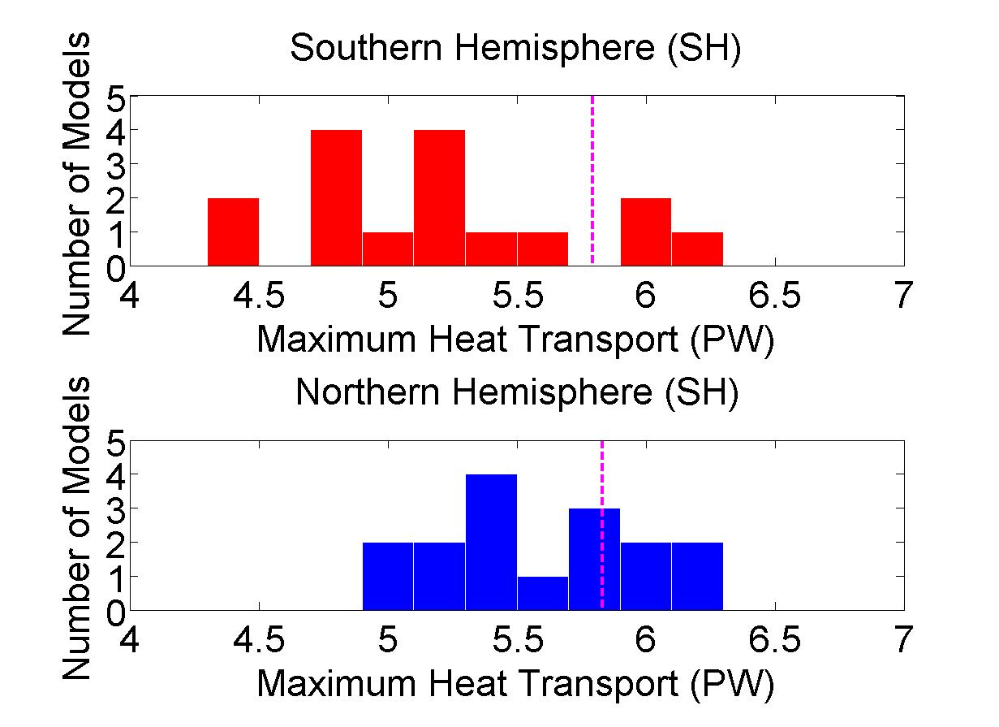 Southern Hemisphere (SH)
Number of Models
5
4
3
2
1
0
4 4.5 5 5.5 6 6.5 7
Maximum Heat Transport (PW)
Northern Hemisphere (SH)
Number of Models
5
4
3
2
1
0
4 4.5 5 5.5 6 6.5 7
Maximum Heat Transport (PW)